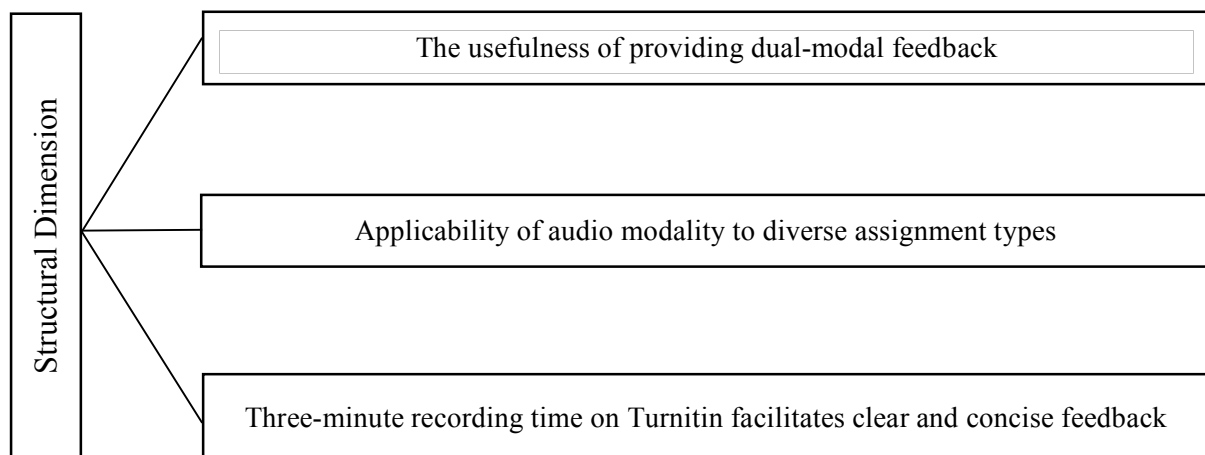 Structural Dimension
The usefulness of providing dual-modal feedback
Applicability of audio modality to diverse assignment types
Three-minute recording time on Turnitin facilitates clear and concise feedback